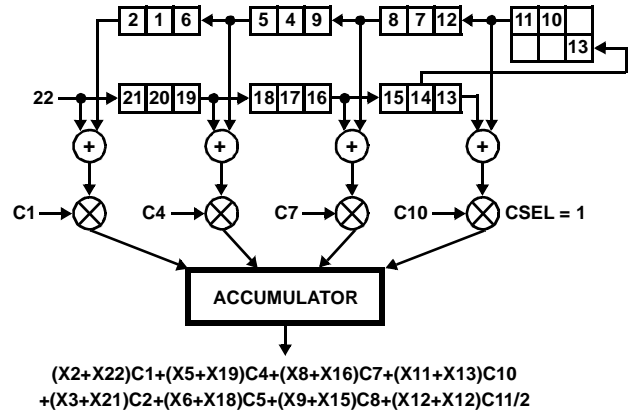 2 1 6 5 4 9 8 7 12 11 10
13
22 21 20 19 18 17 16 15 14 13
+ + + +
C1 C4 C7 C10 CSEL = 1
ACCUMULATOR
(X2+X22)C1+(X5+X19)C4+(X8+X16)C7+(X11+X13)C10
+(X3+X21)C2+(X6+X18)C5+(X9+X15)C8+(X12+X12)C11/2